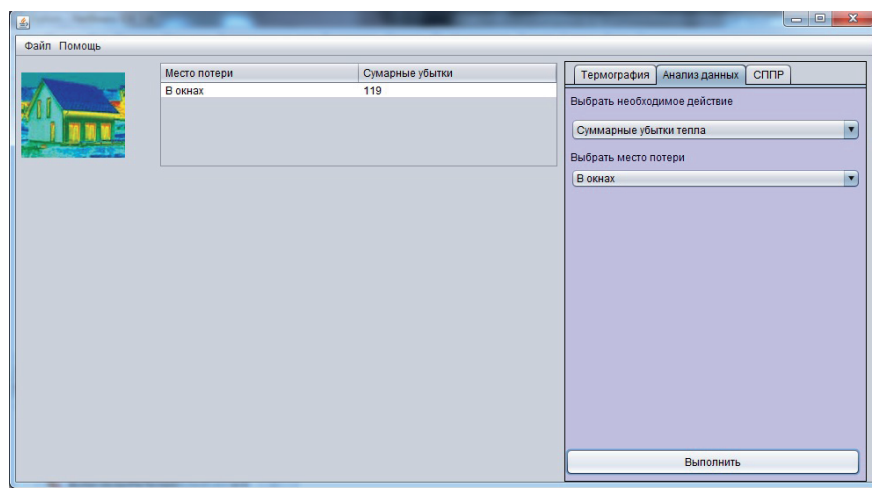 Файл Помощь
Место потери Сумарные убытки
В окнах 119
Термография Анализ данных СППР
Выбрать необходимое действие
Суммарные убытки тепла
Выбрать место потери
В окнах
Выполнить